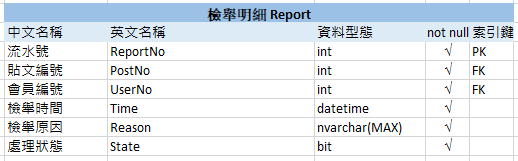 檢舉明細 Report
中文名稱 英文名稱 資料型態 not null 索引鍵
流水號 ReportNo int √ PK
貼文編號 PostNo int √ FK
會員編號 UserNo int √ FK
檢舉時間 Time datetime √
檢舉原因 Reason nvarchar(MAX) √
處理狀態 State bit √